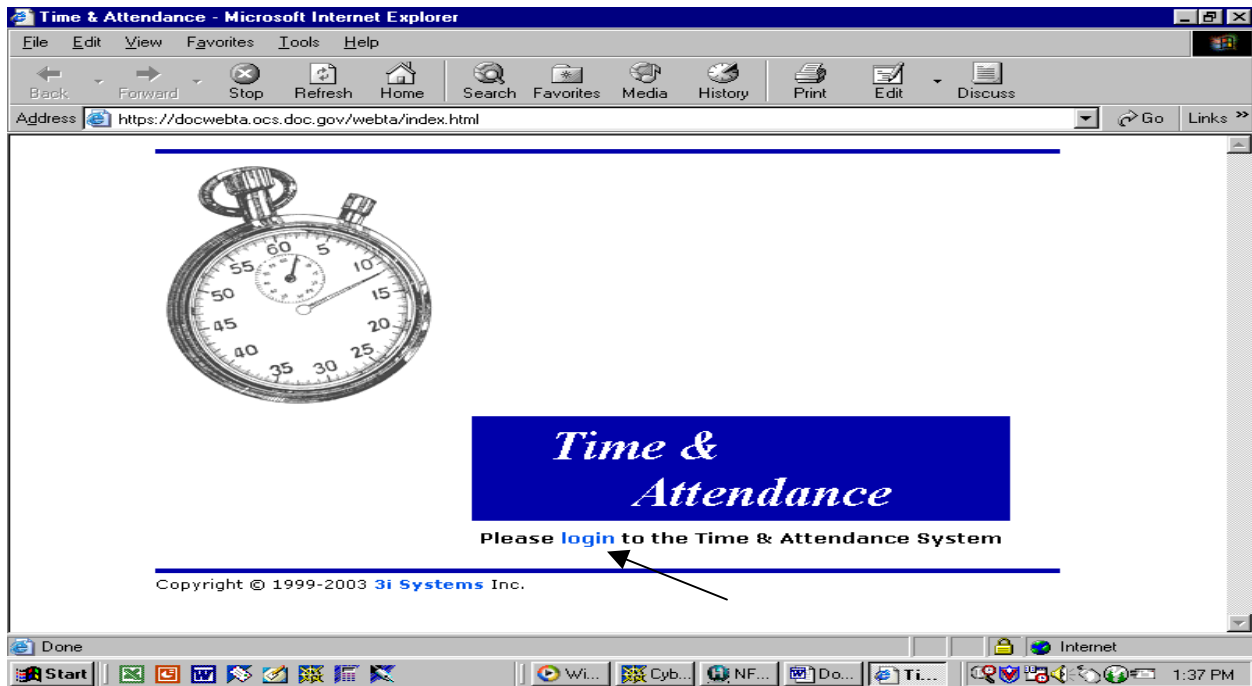 Time & Attendance - Microsoft Internet Explorer
File Edit View Favorites Tools Help
Back Forward Stop Refresh Home Search Favorites Media History Print Edit Discuss
Address https://docwebta.ocs.doc.gov/webta/index.html Go Links »
60 5 10 15 20 25 30 35 40 45 50 55
Time &
Attendance
Please login to the Time & Attendance System
Copyright © 1999-2003 3i Systems Inc.
Done Internet
Start Wi... Cyb... NF... Do... Ti... 1:37 PM